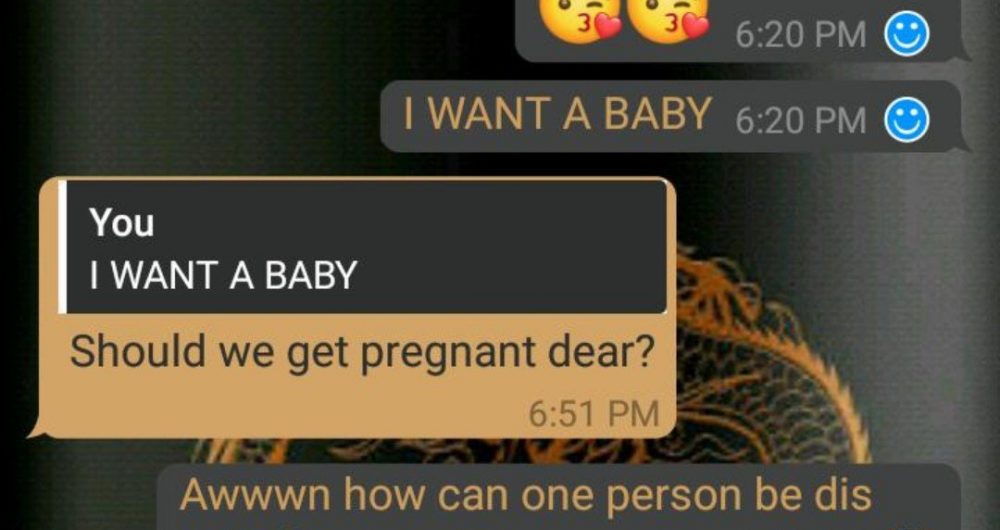 😘😘 6:20 PM
I WANT A BABY 6:20 PM
You
I WANT A BABY
Should we get pregnant dear?
6:51 PM
Awwwn how can one person be dis